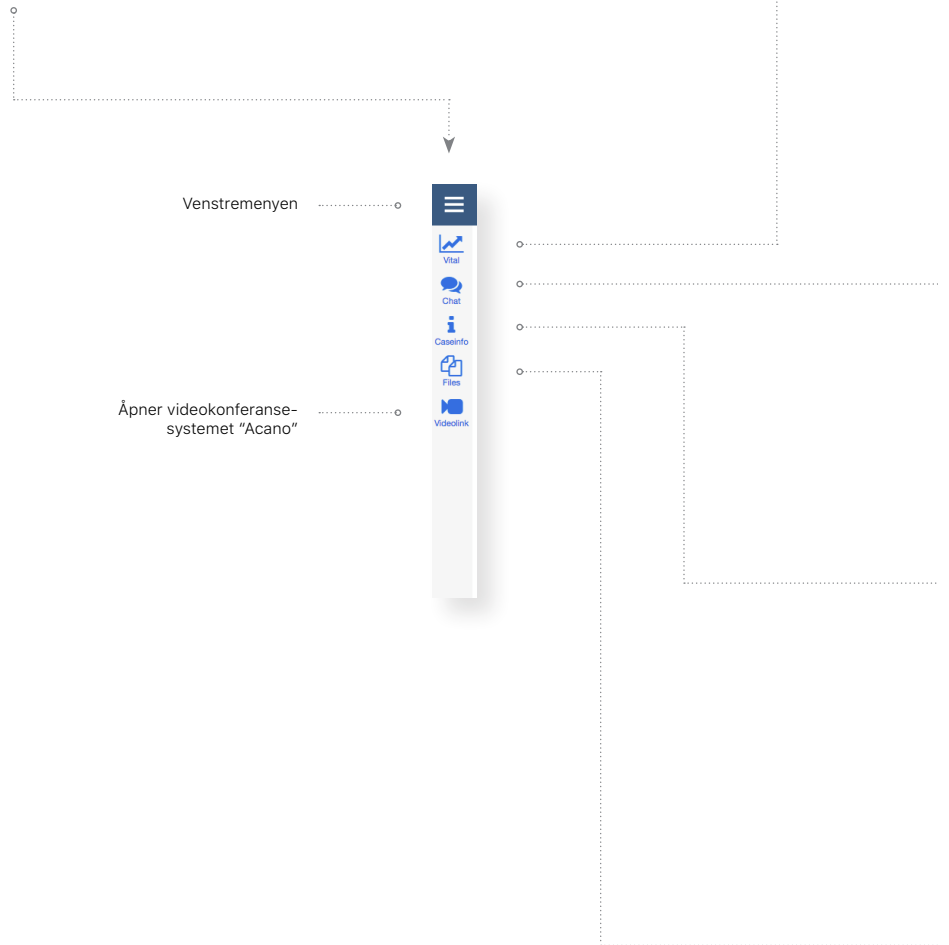 Venstremenyen
Vital
Chat
Caseinfo
Files
Åpner videokonferanse-
systemet “Acano”
Videolink